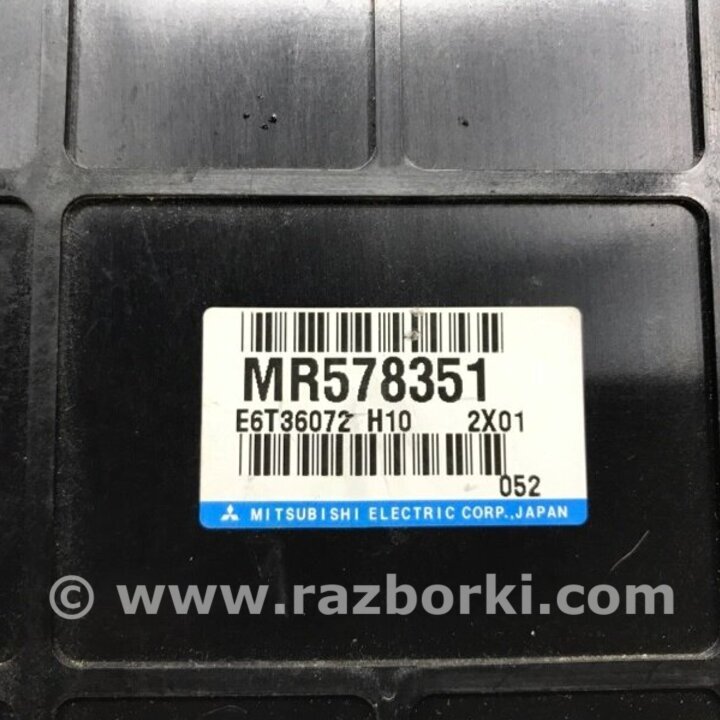 MR578351
E6T36072 H10 2X01
052
MITSUBISHI ELECTRIC CORP.,JAPAN
© www.razborki.com